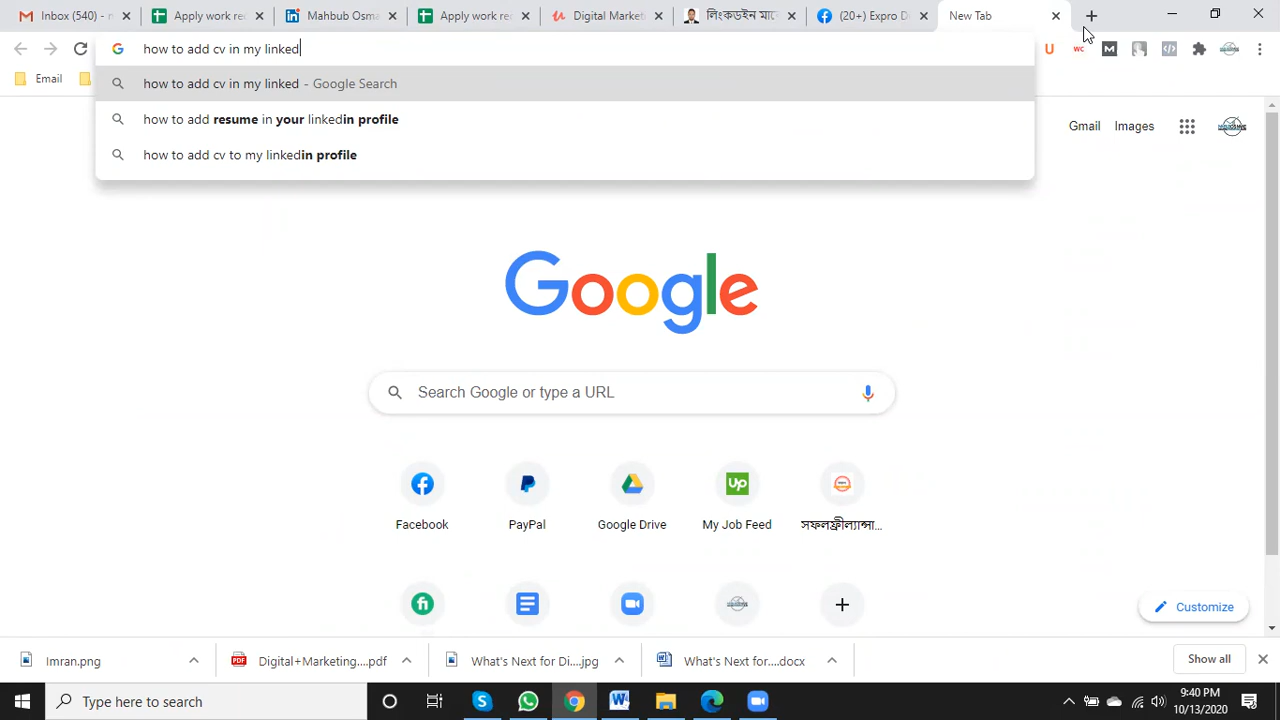 Inbox (540) - m
Apply work res
Mahbub Osma
Apply work rec
Digital Marketi
লিংকডইন মার্কে
(20+) Expro De
New Tab
how to add cv in my linked
how to add cv in my linked - Google Search
how to add resume in your linkedin profile
how to add cv to my linkedin profile
Email
Gmail
Images
Google
Search Google or type a URL
Facebook
PayPal
Google Drive
My Job Feed
সফলফ্রীল্যান্সা...
Customize
Imran.png
Digital+Marketing....pdf
What's Next for Di....jpg
What's Next for....docx
Show all
Type here to search
9:40 PM
10/13/2020